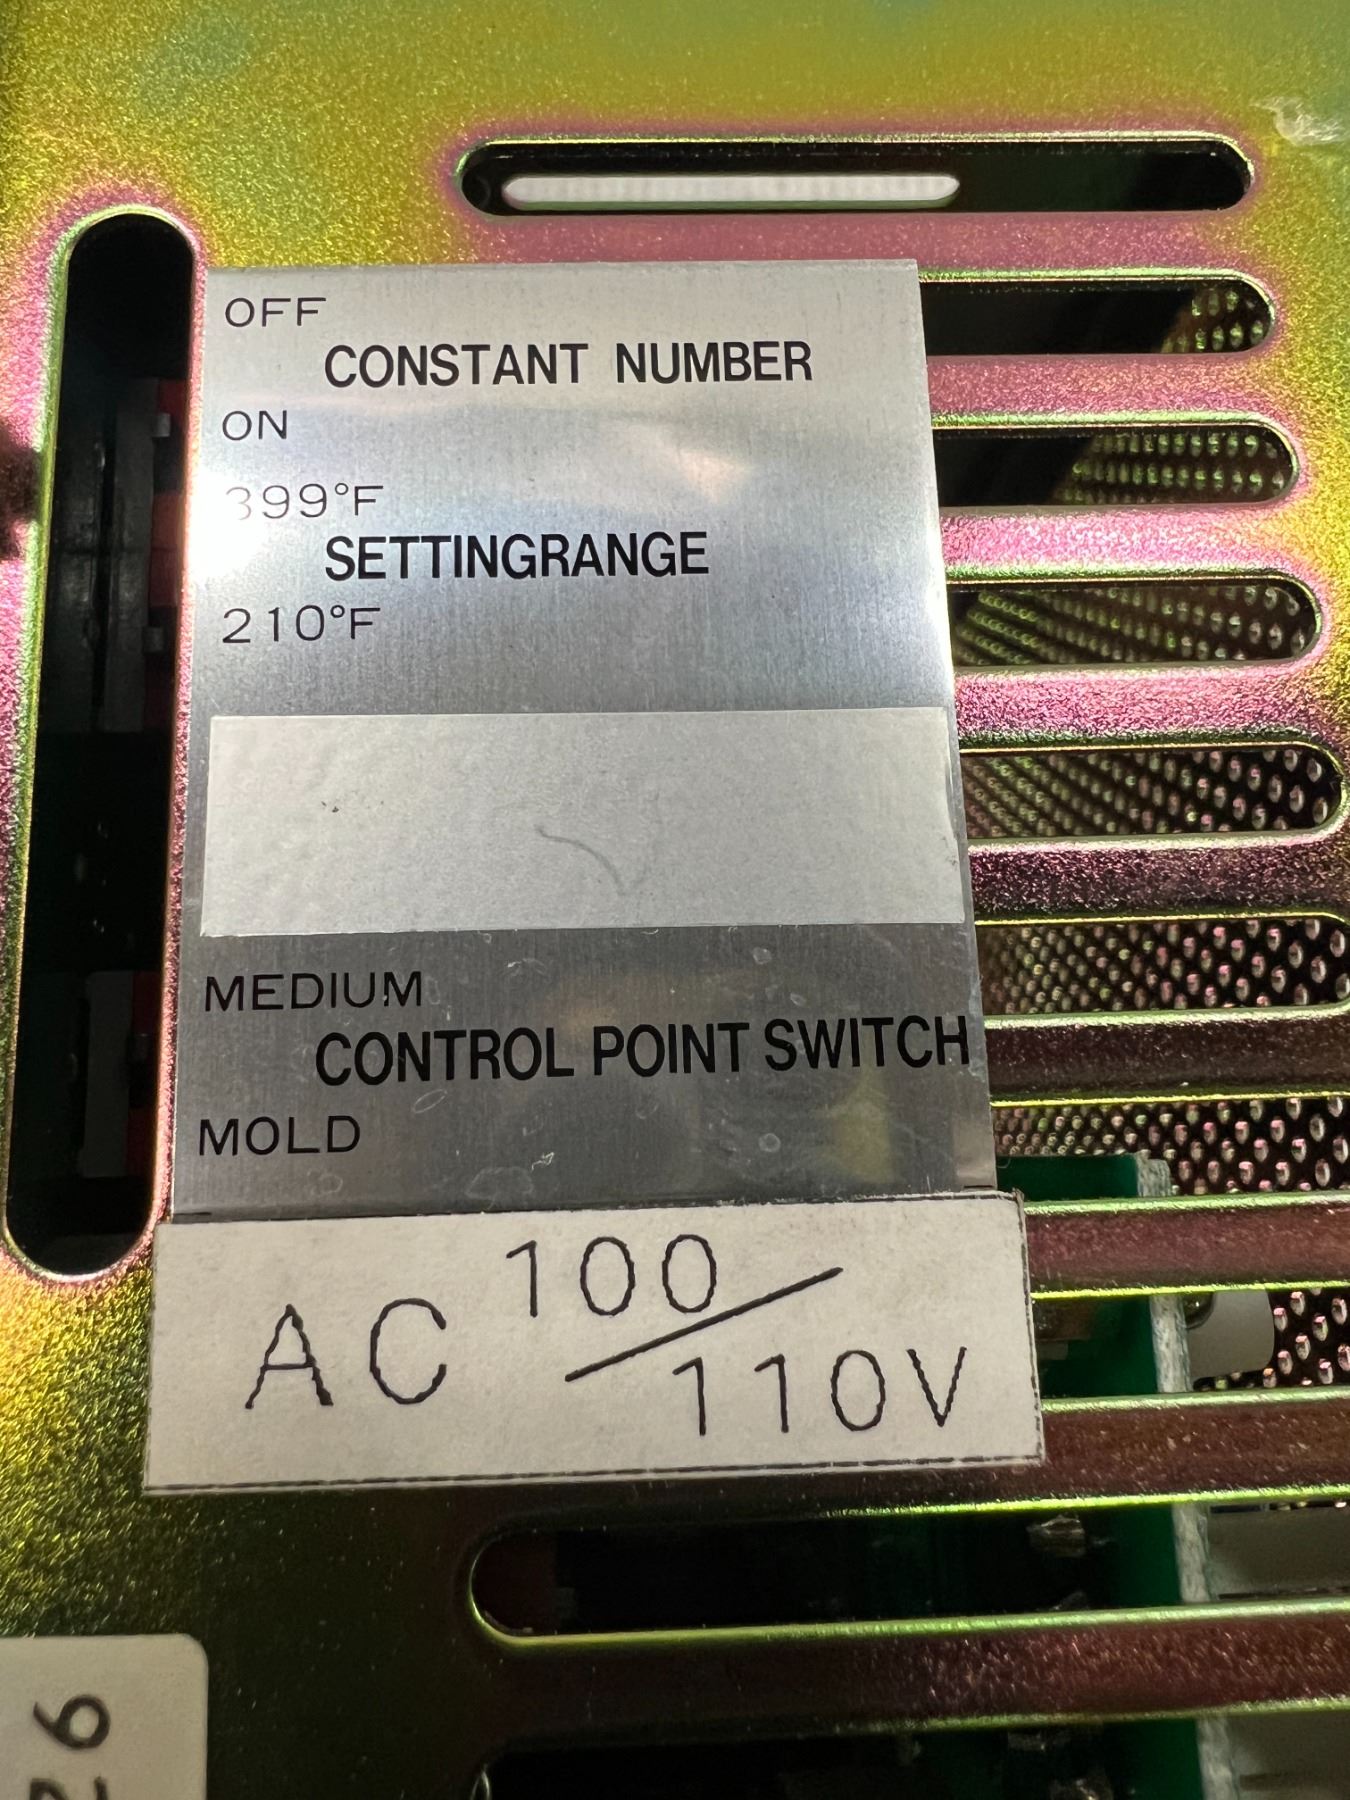 OFF
CONSTANT NUMBER
ON
399°F
SETTINGRANGE
210°F
MEDIUM
CONTROL POINT SWITCH
MOLD
AC 100/110V